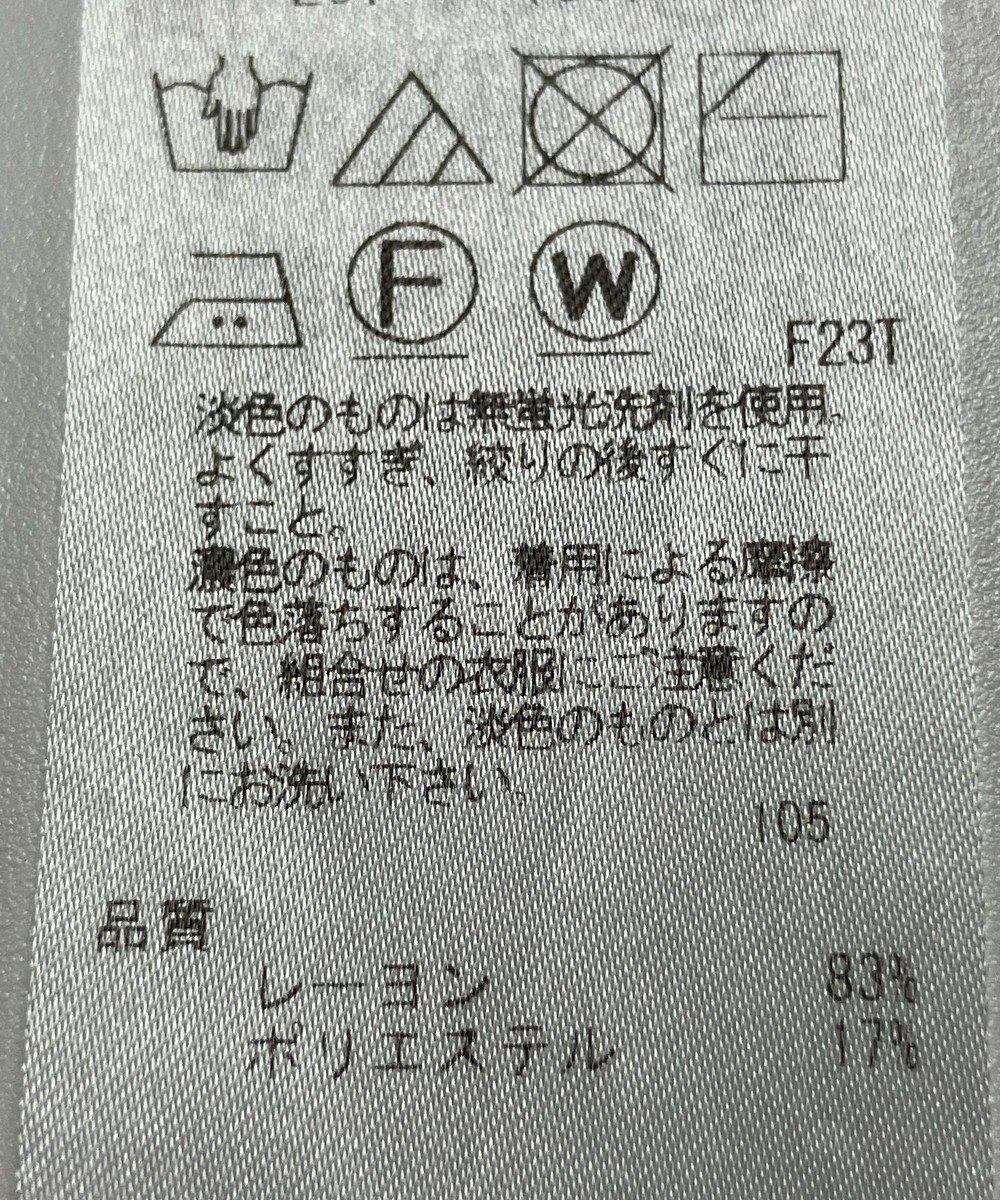 F
W
F23T
淡色のものは無蛍光洗剤を使用。
よくすすぎ、絞りの後すぐに干
すこと。
濃色のものは、着用による摩擦
で色落ちすることがありますの
で、組合せの衣服にご注意くだ
さい。また、淡色のものとは別
にお洗い下さい。
105
品質
レーヨン 83%
ポリエステル 17%